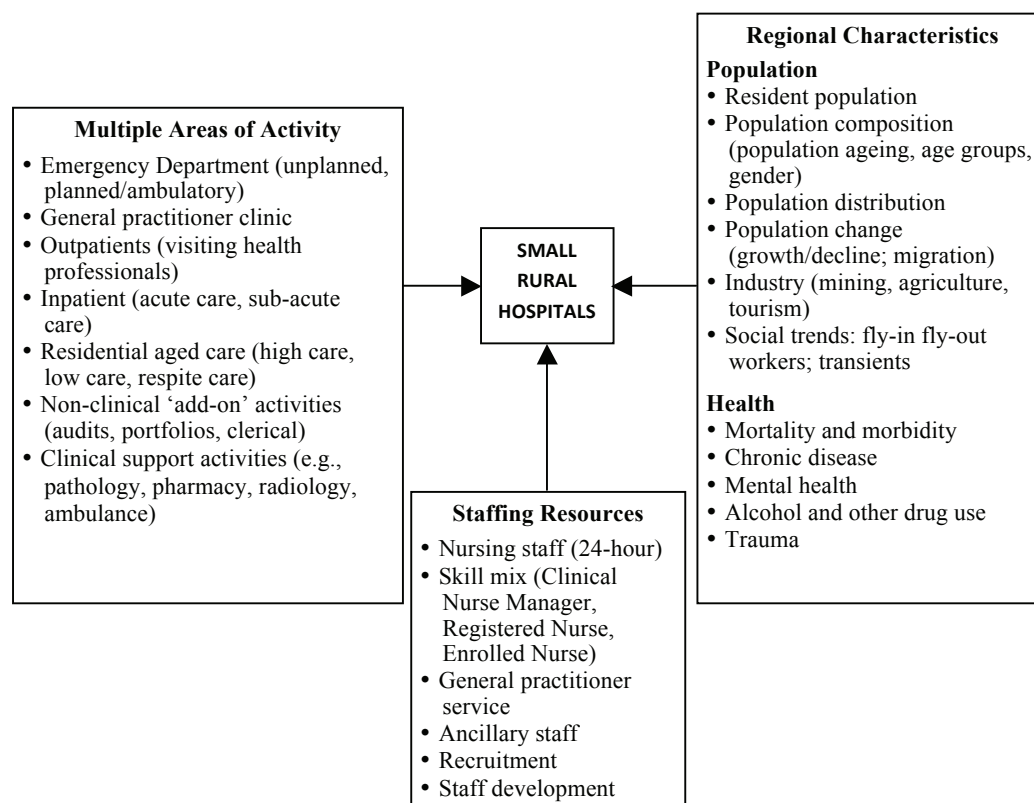 Multiple Areas of Activity
• Emergency Department (unplanned,
planned/ambulatory)
• General practitioner clinic
• Outpatients (visiting health
professionals)
• Inpatient (acute care, sub-acute
care)
• Residential aged care (high care,
low care, respite care)
• Non-clinical ‘add-on’ activities
(audits, portfolios, clerical)
• Clinical support activities (e.g.,
pathology, pharmacy, radiology,
ambulance)
SMALL
RURAL
HOSPITALS
Regional Characteristics
Population
• Resident population
• Population composition
(population ageing, age groups,
gender)
• Population distribution
• Population change
(growth/decline; migration)
• Industry (mining, agriculture,
tourism)
• Social trends: fly-in fly-out
workers; transients
Health
• Mortality and morbidity
• Chronic disease
• Mental health
• Alcohol and other drug use
• Trauma
Staffing Resources
• Nursing staff (24-hour)
• Skill mix (Clinical
Nurse Manager,
Registered Nurse,
Enrolled Nurse)
• General practitioner
service
• Ancillary staff
• Recruitment
• Staff development